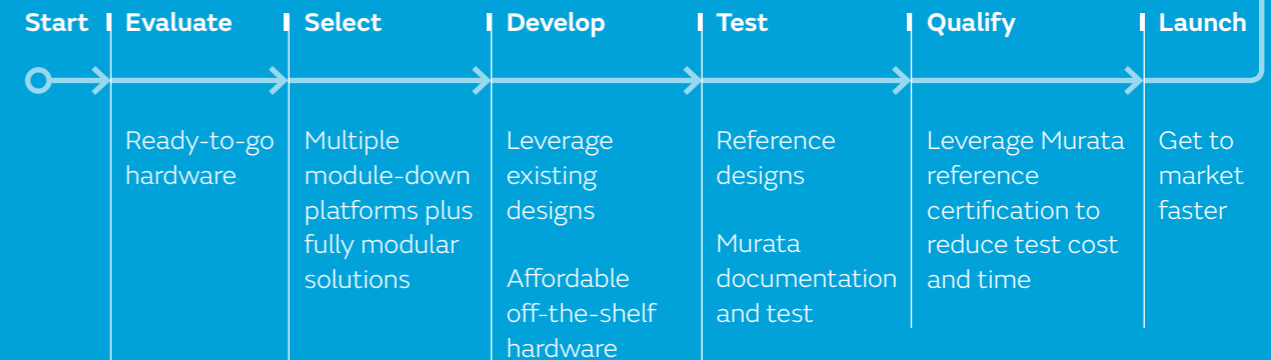 Start
Evaluate
Select
Develop
Test
Qualify
Launch
Ready-to-go
hardware
Multiple
module-down
platforms plus
fully modular
solutions
Leverage
existing
designs
Affordable
off-the-shelf
hardware
Reference
designs
Murata
documentation
and test
Leverage Murata
reference
certification to
reduce test cost
and time
Get to
market
faster